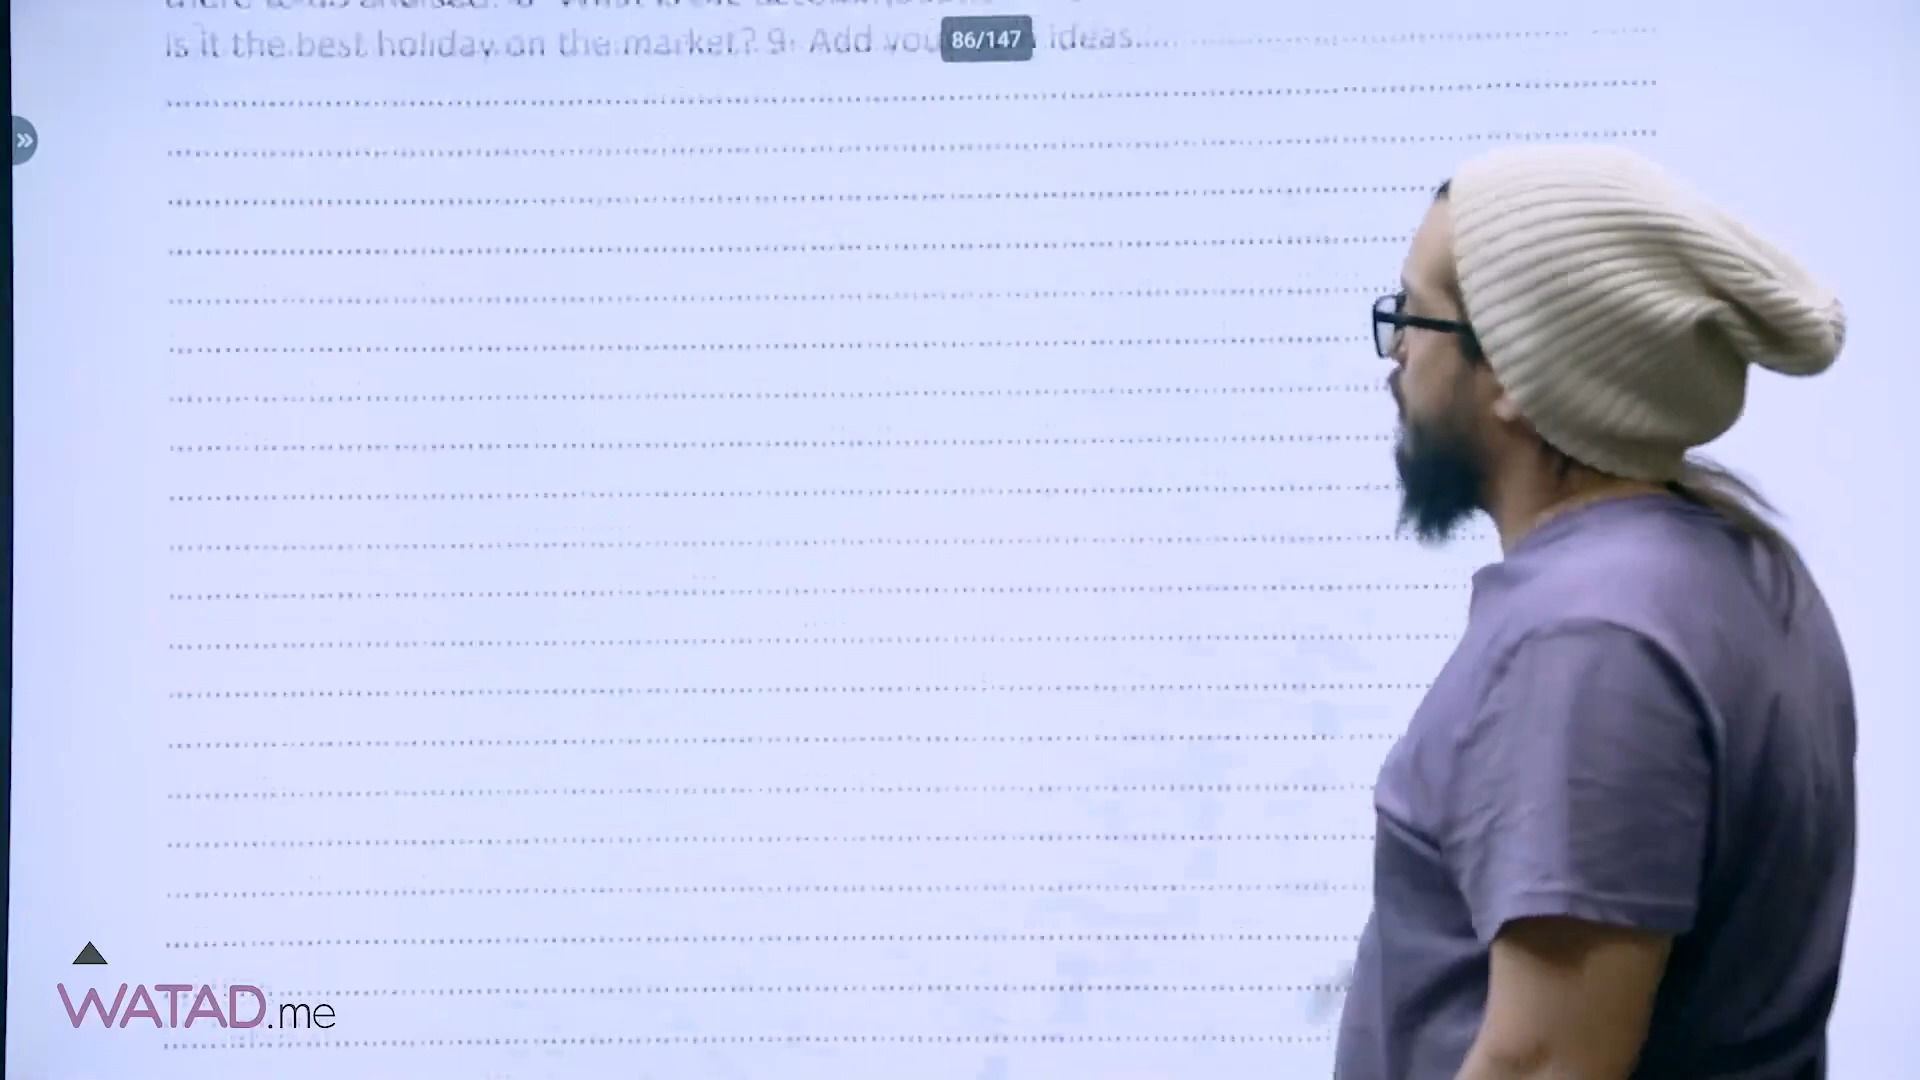 is it the best holiday on the market? 9- Add you ideas....
86/147
WATAD.me